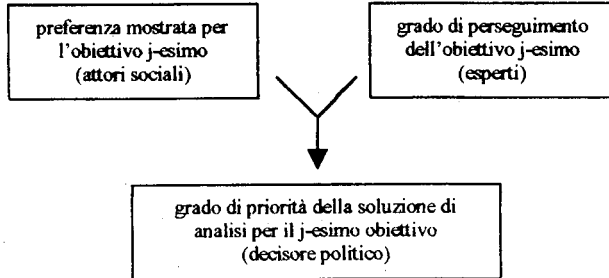 preferenza mostrata per
l'obiettivo j-esimo
(attori sociali)
grado di perseguimento
dell'obiettivo j-esimo
(esperti)
grado di priorità della soluzione di
analisi per il j-esimo obiettivo
(decisore politico)